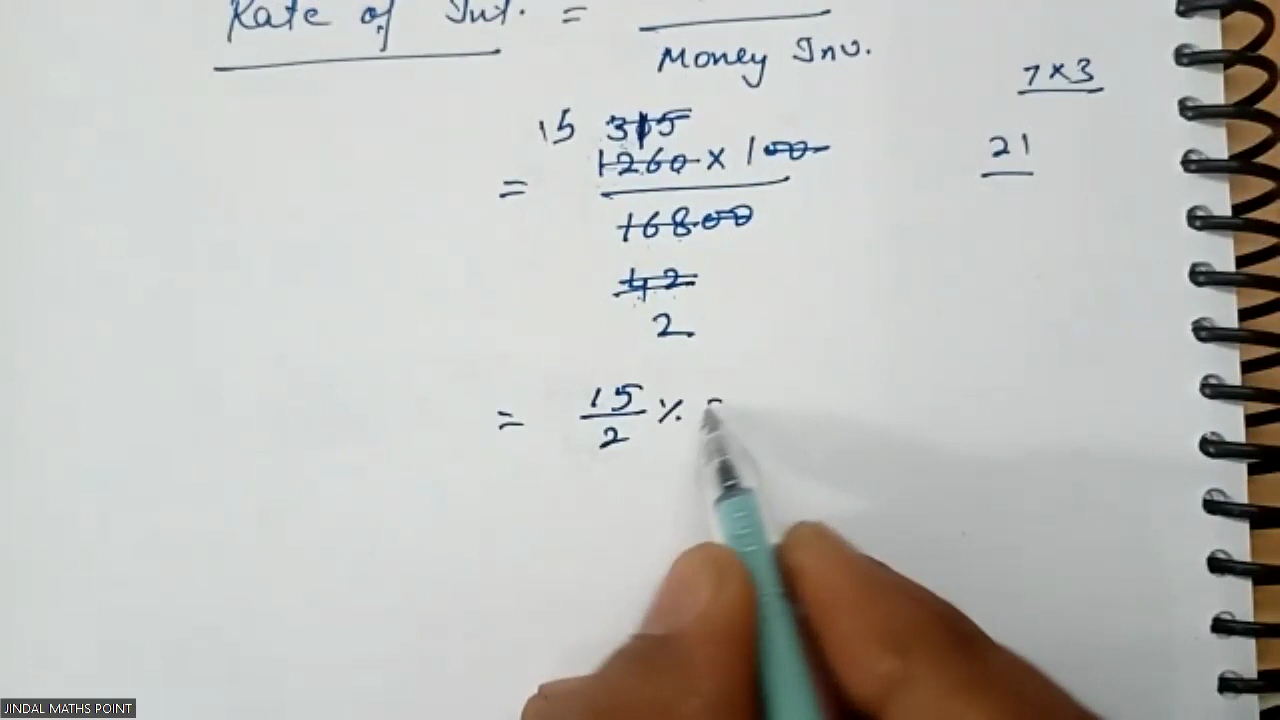 Rate of Int. =
Money Inv.
7×3
15 315
= 1260 × 100
21
16800
42
2
= 15/2 %
JINDAL MATHS POINT